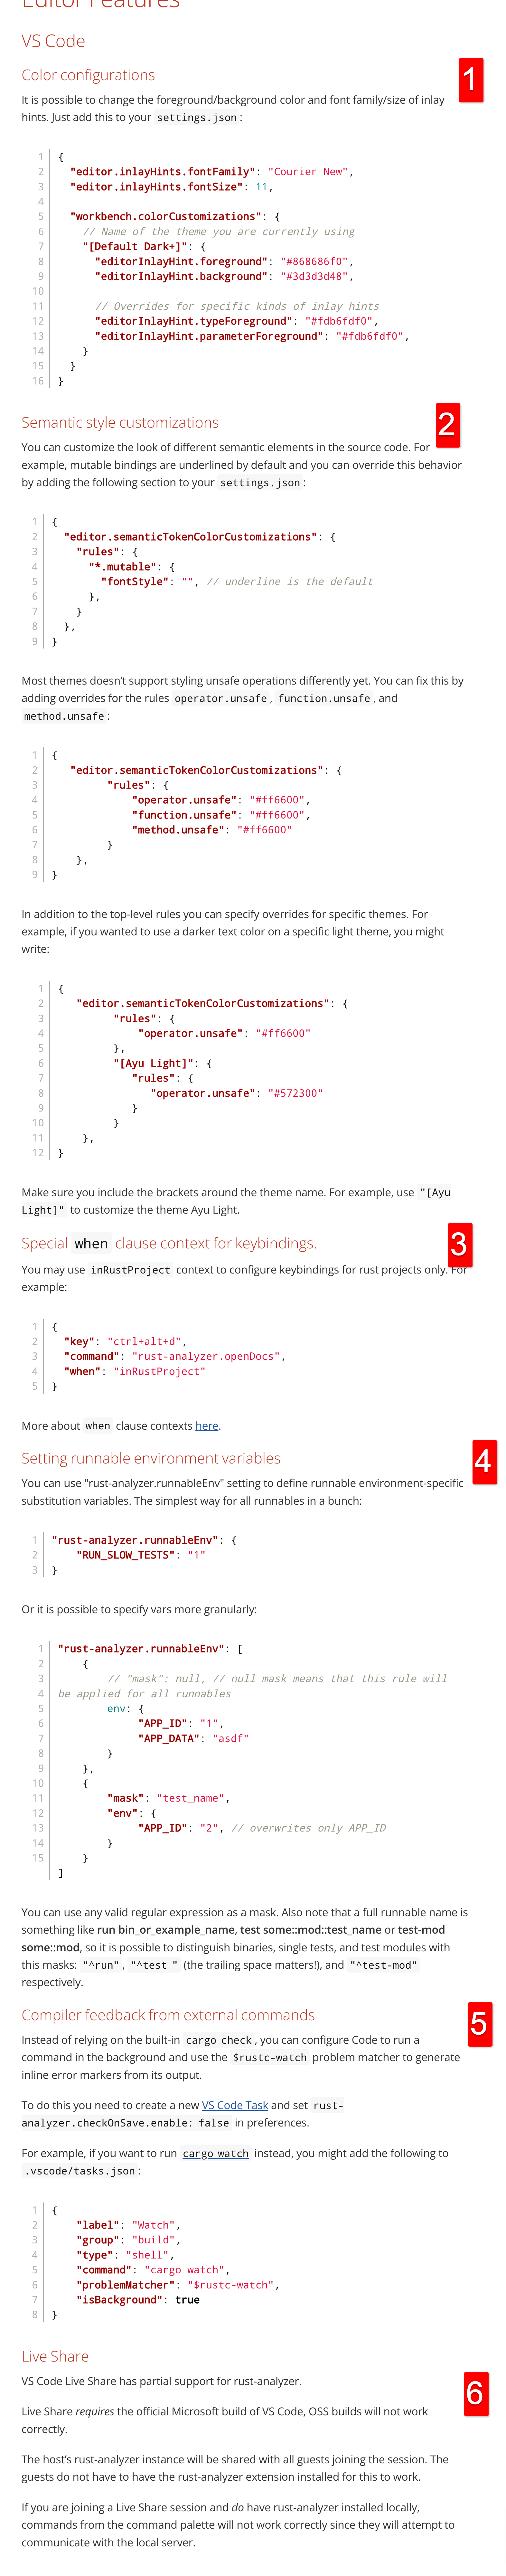 Editor Features
VS Code
Color configurations
1
It is possible to change the foreground/background color and font family/size of inlay
hints. Just add this to your settings.json :
1 {
2 "editor.inlayHints.fontFamily": "Courier New",
3 "editor.inlayHints.fontSize": 11,
4
5 "workbench.colorCustomizations": {
6 // Name of the theme you are currently using
7 "[Default Dark+]": {
8 "editorInlayHint.foreground": "#868686f0",
9 "editorInlayHint.background": "#3d3d3d48",
10
11 // Overrides for specific kinds of inlay hints
12 "editorInlayHint.typeForeground": "#fdb6fdf0",
13 "editorInlayHint.parameterForeground": "#fdb6fdf0",
14 }
15 }
16 }
Semantic style customizations
2
You can customize the look of different semantic elements in the source code. For
example, mutable bindings are underlined by default and you can override this behavior
by adding the following section to your settings.json :
1 {
2 "editor.semanticTokenColorCustomizations": {
3 "rules": {
4 "*.mutable": {
5 "fontStyle": "", // underline is the default
6 },
7 }
8 },
9 }
Most themes doesn't support styling unsafe operations differently yet. You can fix this by
adding overrides for the rules operator.unsafe , function.unsafe , and
method.unsafe :
1 {
2 "editor.semanticTokenColorCustomizations": {
3 "rules": {
4 "operator.unsafe": "#ff6600",
5 "function.unsafe": "#ff6600",
6 "method.unsafe": "#ff6600"
7 }
8 },
9 }
In addition to the top-level rules you can specify overrides for specific themes. For
example, if you wanted to use a darker text color on a specific light theme, you might
write:
1 {
2 "editor.semanticTokenColorCustomizations": {
3 "rules": {
4 "operator.unsafe": "#ff6600"
5 },
6 "[Ayu Light]": {
7 "rules": {
8 "operator.unsafe": "#572300"
9 }
10 }
11 },
12 }
Make sure you include the brackets around the theme name. For example, use "[Ayu
Light]" to customize the theme Ayu Light.
Special when clause context for keybindings.
3
You may use inRustProject context to configure keybindings for rust projects only. For
example:
1 {
2 "key": "ctrl+alt+d",
3 "command": "rust-analyzer.openDocs",
4 "when": "inRustProject"
5 }
More about when clause contexts here.
Setting runnable environment variables
4
You can use "rust-analyzer.runnableEnv" setting to define runnable environment-specific
substitution variables. The simplest way for all runnables in a bunch:
1 "rust-analyzer.runnableEnv": {
2 "RUN_SLOW_TESTS": "1"
3 }
Or it is possible to specify vars more granularly:
1 "rust-analyzer.runnableEnv": [
2 {
3 // "mask": null, // null mask means that this rule will
4 be applied for all runnables
5 env: {
6 "APP_ID": "1",
7 "APP_DATA": "asdf"
8 }
9 },
10 {
11 "mask": "test_name",
12 "env": {
13 "APP_ID": "2", // overwrites only APP_ID
14 }
15 }
]
You can use any valid regular expression as a mask. Also note that a full runnable name is
something like run bin_or_example_name, test some::mod::test_name or test-mod
some::mod, so it is possible to distinguish binaries, single tests, and test modules with
this masks: "^run" , "^test " (the trailing space matters!), and "^test-mod"
respectively.
Compiler feedback from external commands
5
Instead of relying on the built-in cargo check , you can configure Code to run a
command in the background and use the $rustc-watch problem matcher to generate
inline error markers from its output.
To do this you need to create a new VS Code Task and set rust-
analyzer.checkOnSave.enable: false in preferences.
For example, if you want to run cargo watch instead, you might add the following to
.vscode/tasks.json :
1 {
2 "label": "Watch",
3 "group": "build",
4 "type": "shell",
5 "command": "cargo watch",
6 "problemMatcher": "$rustc-watch",
7 "isBackground": true
8 }
Live Share
VS Code Live Share has partial support for rust-analyzer.
6
Live Share requires the official Microsoft build of VS Code, OSS builds will not work
correctly.
The host's rust-analyzer instance will be shared with all guests joining the session. The
guests do not have to have the rust-analyzer extension installed for this to work.
If you are joining a Live Share session and do have rust-analyzer installed locally,
commands from the command palette will not work correctly since they will attempt to
communicate with the local server.